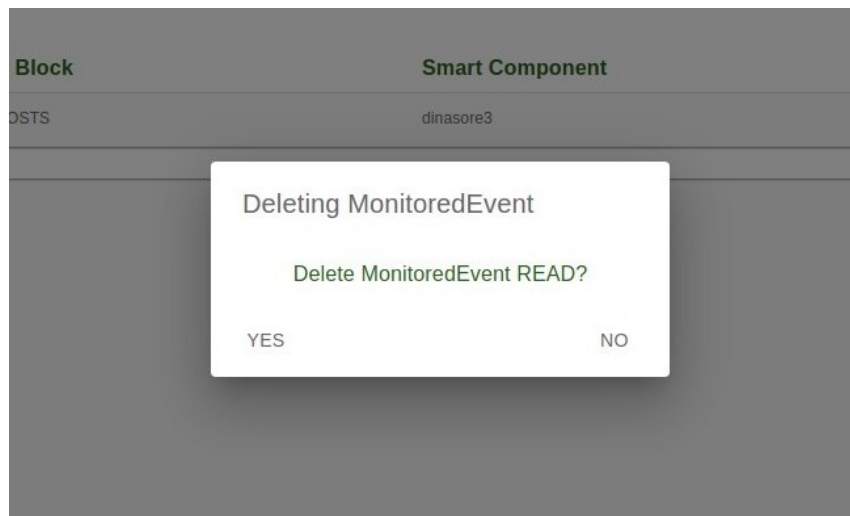 Block Smart Component
dinasore3
Deleting MonitoredEvent
Delete MonitoredEvent READ?
YES NO